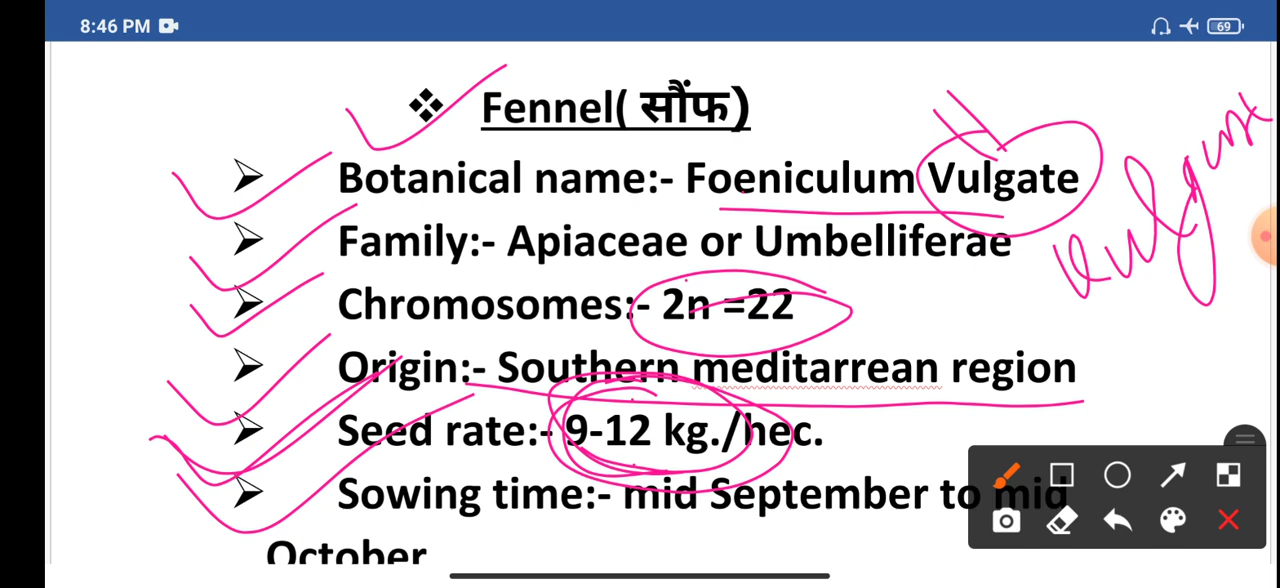 8:46 PM
69
❖ Fennel( सौंफ)
➢ Botanical name:- Foeniculum Vulgate
➢ Family:- Apiaceae or Umbelliferae
➢ Chromosomes:- 2n =22
➢ Origin:- Southern meditarrean region
➢ Seed rate:- 9-12 kg./hec.
➢ Sowing time:- mid September to mid
October